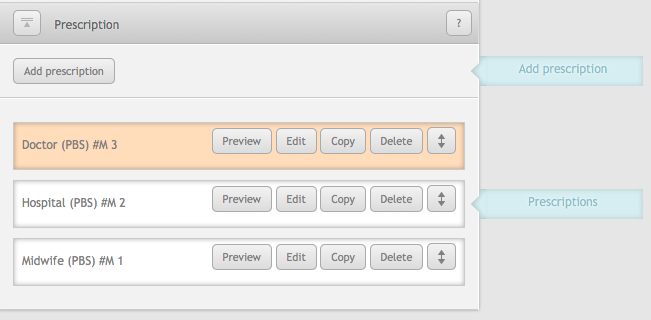 Prescription ?
Add prescription Add prescription
Doctor (PBS) #M 3 Preview Edit Copy Delete
Hospital (PBS) #M 2 Preview Edit Copy Delete Prescriptions
Midwife (PBS) #M 1 Preview Edit Copy Delete